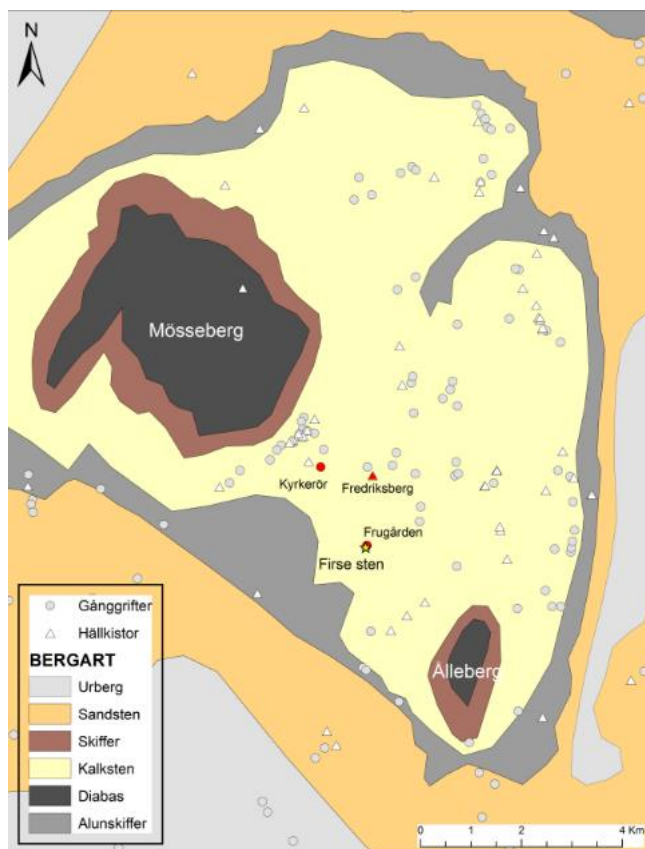 N
Mösseberg
Kyrkerör
Fredriksberg
Frugården
Firse sten
Ålleberg
Gånggrifter
Hällkistor
BERGART
Urberg
Sandsten
Skiffer
Kalksten
Diabas
Alunskiffer
0 1 2 4 Km